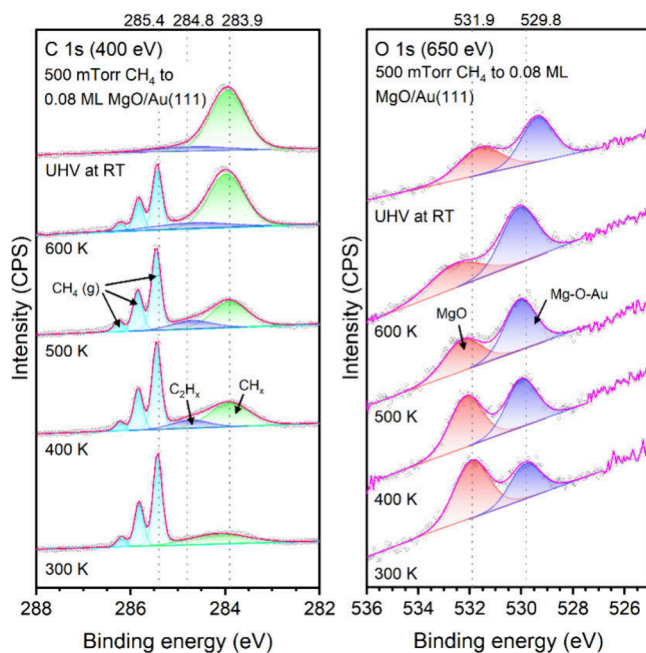 285.4 284.8 283.9
C 1s (400 eV)
500 mTorr CH₄ to
0.08 ML MgO/Au(111)
UHV at RT
600 K
CH₄ (g)
500 K
C₂Hₓ
CHₓ
400 K
300 K
288 286 284 282
Binding energy (eV)
Intensity (CPS)
531.9 529.8
O 1s (650 eV)
500 mTorr CH₄ to 0.08 ML
MgO/Au(111)
UHV at RT
600 K
MgO
Mg-O-Au
500 K
400 K
300 K
536 534 532 530 528 526
Binding energy (eV)
Intensity (CPS)